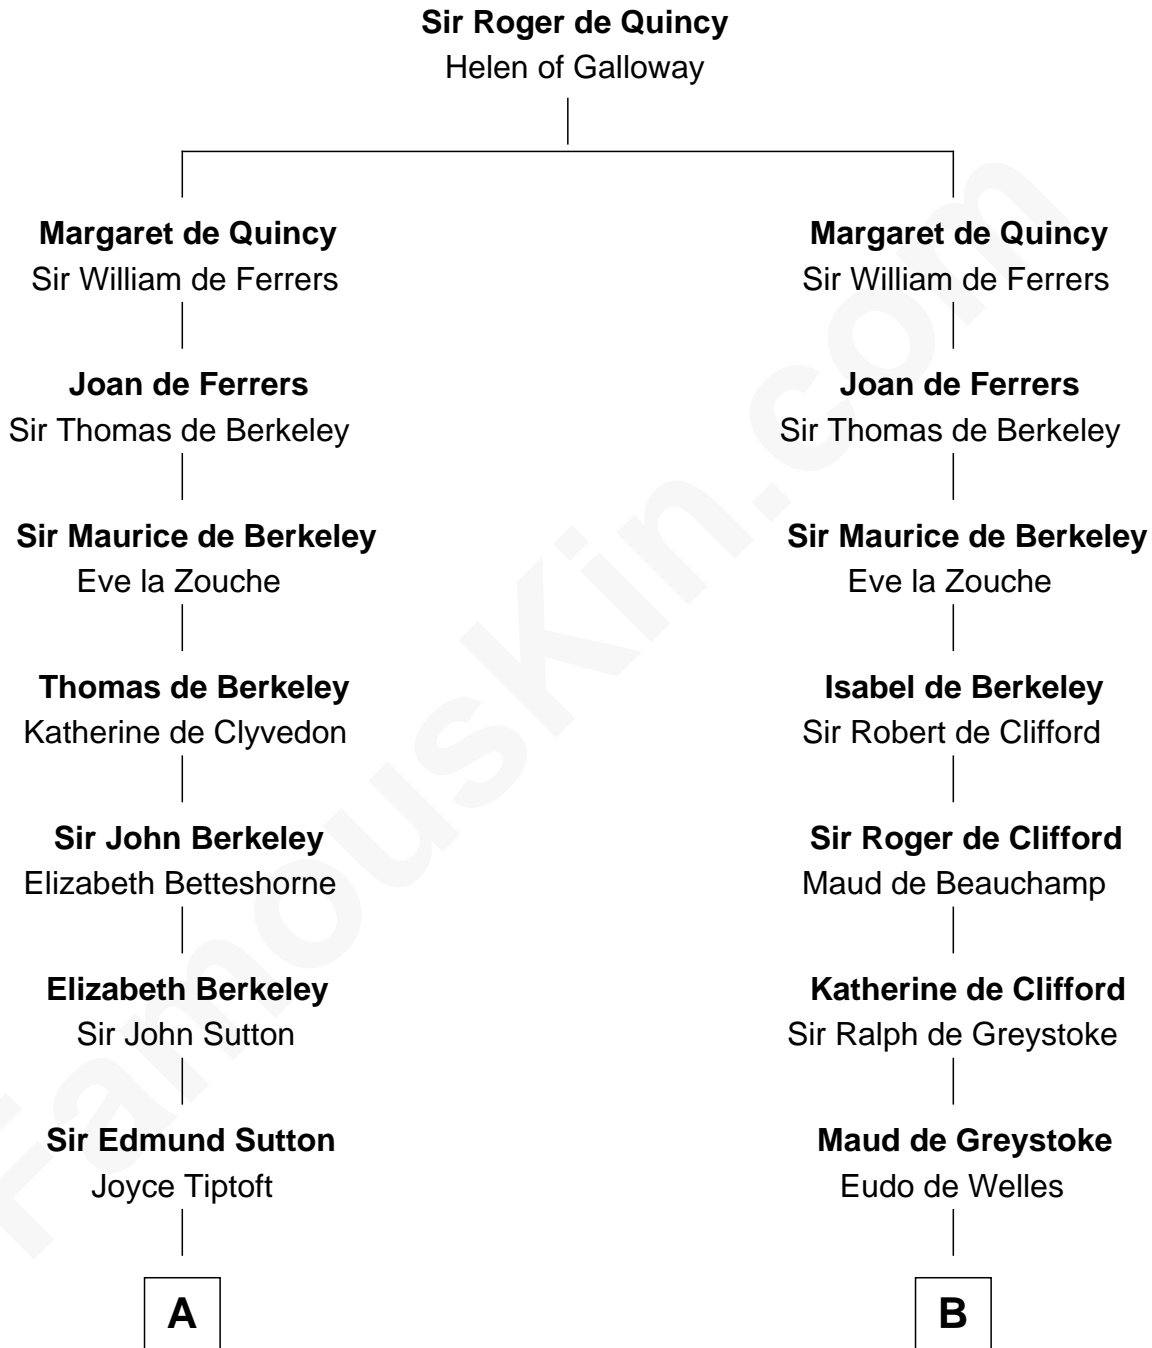 Sir Roger de Quincy
Helen of Galloway
Margaret de Quincy
Sir William de Ferrers
Margaret de Quincy
Sir William de Ferrers
Joan de Ferrers
Sir Thomas de Berkeley
Joan de Ferrers
Sir Thomas de Berkeley
Sir Maurice de Berkeley
Eve la Zouche
Sir Maurice de Berkeley
Eve la Zouche
Thomas de Berkeley
Katherine de Clyvedon
Isabel de Berkeley
Sir Robert de Clifford
Sir John Berkeley
Elizabeth Betteshorne
Sir Roger de Clifford
Maud de Beauchamp
Elizabeth Berkeley
Sir John Sutton
Katherine de Clifford
Sir Ralph de Greystoke
Sir Edmund Sutton
Joyce Tiptoft
Maud de Greystoke
Eudo de Welles
A
B
FamousKin.com